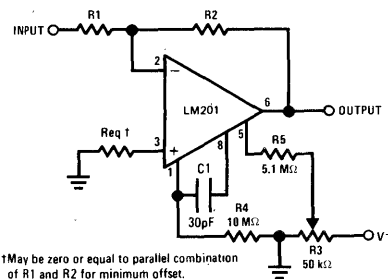 R1
R2
INPUT
2
−
LM201
6
OUTPUT
5
Req †
3
+
8
R5
5.1 MΩ
1
C1
30pF
R4
10 MΩ
V-
R3
50 kΩ
†May be zero or equal to parallel combination
of R1 and R2 for minimum offset.